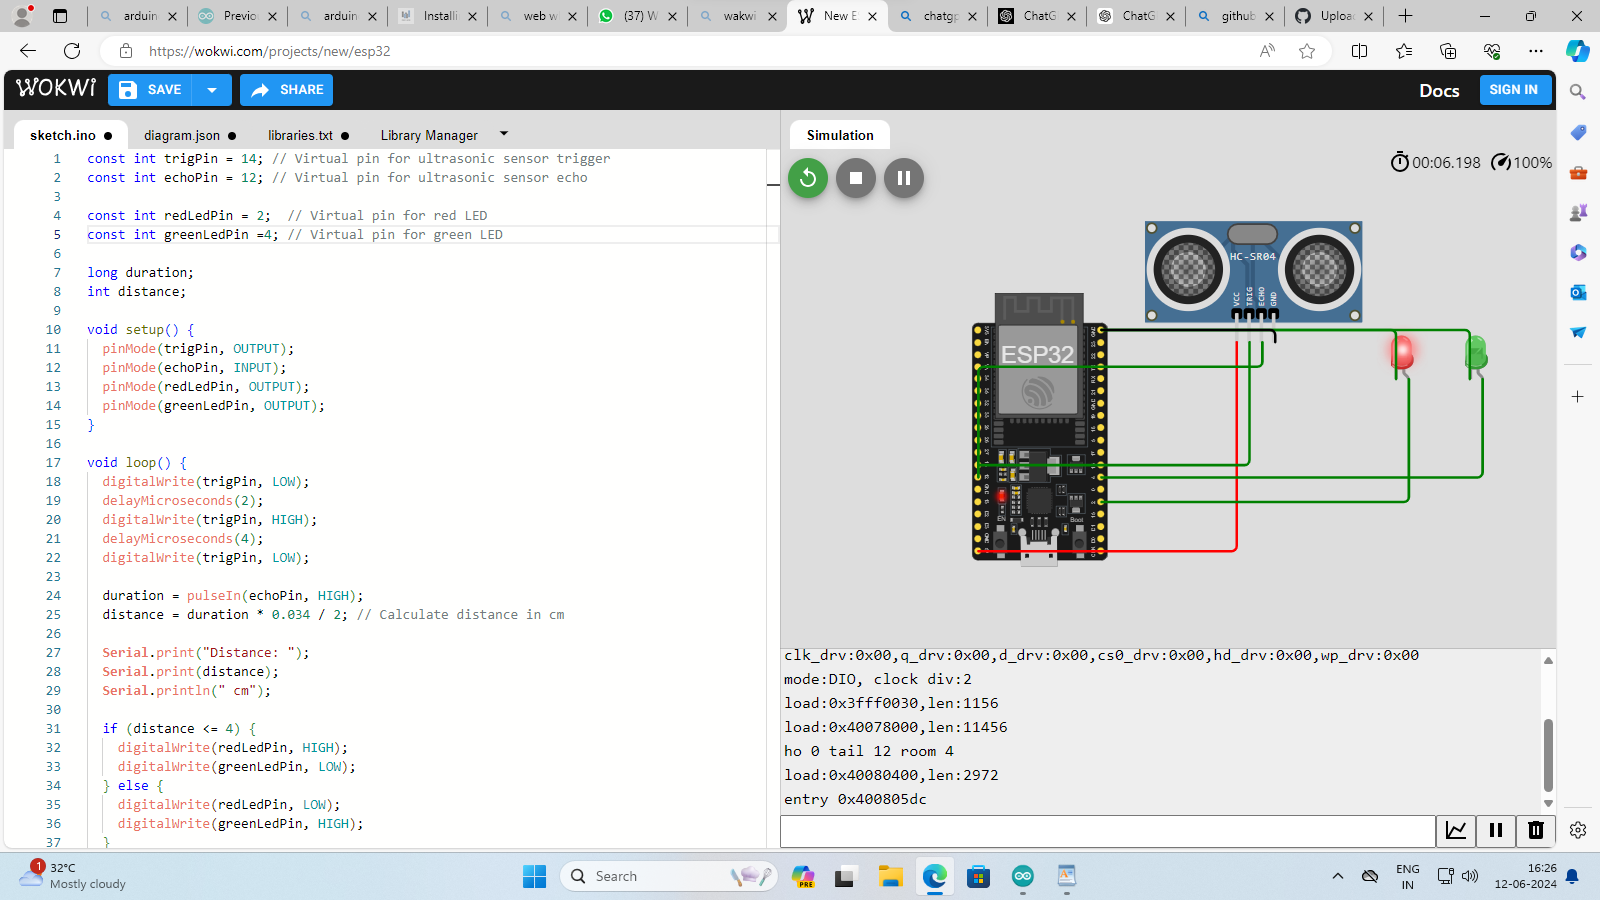 arduin
Previou
arduin
Installi
web w
(37) W
wakwi
New E
chatgp
ChatG
ChatG
github
Uploa
https://wokwi.com/projects/new/esp32
WOKWi
SAVE
SHARE
Docs
SIGN IN
sketch.ino
diagram.json
libraries.txt
Library Manager
Simulation
00:06.198
100%
1 const int trigPin = 14; // Virtual pin for ultrasonic sensor trigger
2 const int echoPin = 12; // Virtual pin for ultrasonic sensor echo
3
4 const int redLedPin = 2;  // Virtual pin for red LED
5 const int greenLedPin =4; // Virtual pin for green LED
6
7 long duration;
8 int distance;
9
10 void setup() {
11   pinMode(trigPin, OUTPUT);
12   pinMode(echoPin, INPUT);
13   pinMode(redLedPin, OUTPUT);
14   pinMode(greenLedPin, OUTPUT);
15 }
16
17 void loop() {
18   digitalWrite(trigPin, LOW);
19   delayMicroseconds(2);
20   digitalWrite(trigPin, HIGH);
21   delayMicroseconds(4);
22   digitalWrite(trigPin, LOW);
23
24   duration = pulseIn(echoPin, HIGH);
25   distance = duration * 0.034 / 2; // Calculate distance in cm
26
27   Serial.print("Distance: ");
28   Serial.print(distance);
29   Serial.println(" cm");
30
31   if (distance <= 4) {
32     digitalWrite(redLedPin, HIGH);
33     digitalWrite(greenLedPin, LOW);
34   } else {
35     digitalWrite(redLedPin, LOW);
36     digitalWrite(greenLedPin, HIGH);
37   }
HC-SR04
VCC
TRIG
ECHO
GND
ESP32
EN
Boot
clk_drv:0x00,q_drv:0x00,d_drv:0x00,cs0_drv:0x00,hd_drv:0x00,wp_drv:0x00
mode:DIO, clock div:2
load:0x3fff0030,len:1156
load:0x40078000,len:11456
ho 0 tail 12 room 4
load:0x40080400,len:2972
entry 0x400805dc
1
32°C
Mostly cloudy
Search
PRE
ENG
IN
16:26
12-06-2024